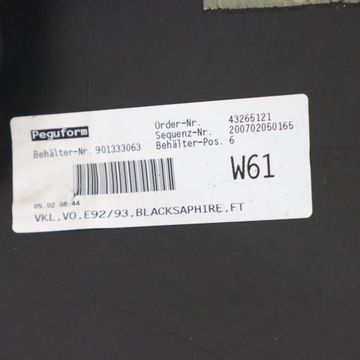 Peguform
Order-Nr. 43265121
Sequenz-Nr. 200702050165
Behälter-Nr. 901333063 Behälter-Pos. 6
W61
05.02 08:44
VKL.VO.E92/93.BLACKSAPHIRE.FT